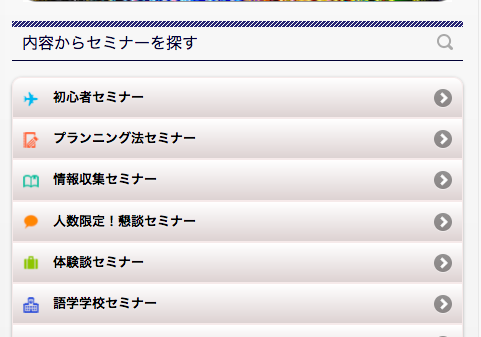 内容からセミナーを探す
初心者セミナー
プランニング法セミナー
情報収集セミナー
人数限定！懇談セミナー
体験談セミナー
語学学校セミナー